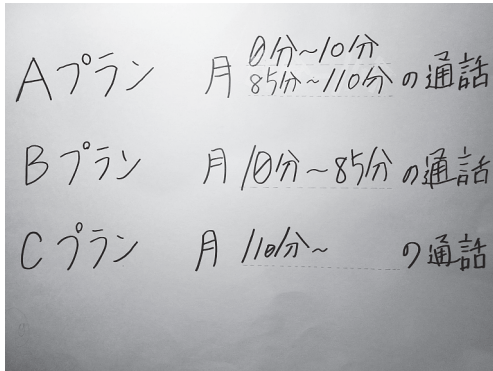 Aプラン 月 0分~10分
85分~110分 の通話
Bプラン 月 10分~85分 の通話
Cプラン 月 110分~ の通話